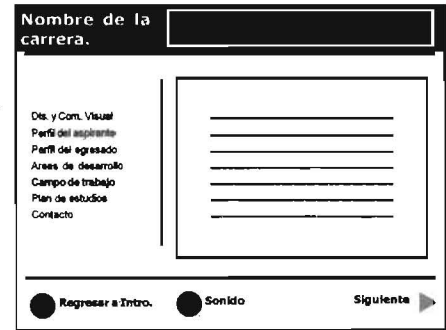 Nombre de la
carrera.
Dis. y Com. Visual
Perfil del aspirante
Perfil del egresado
Areas de desarrollo
Campo de trabajo
Plan de estudios
Contacto
Regresar a Intro.
Sonido
Siguiente